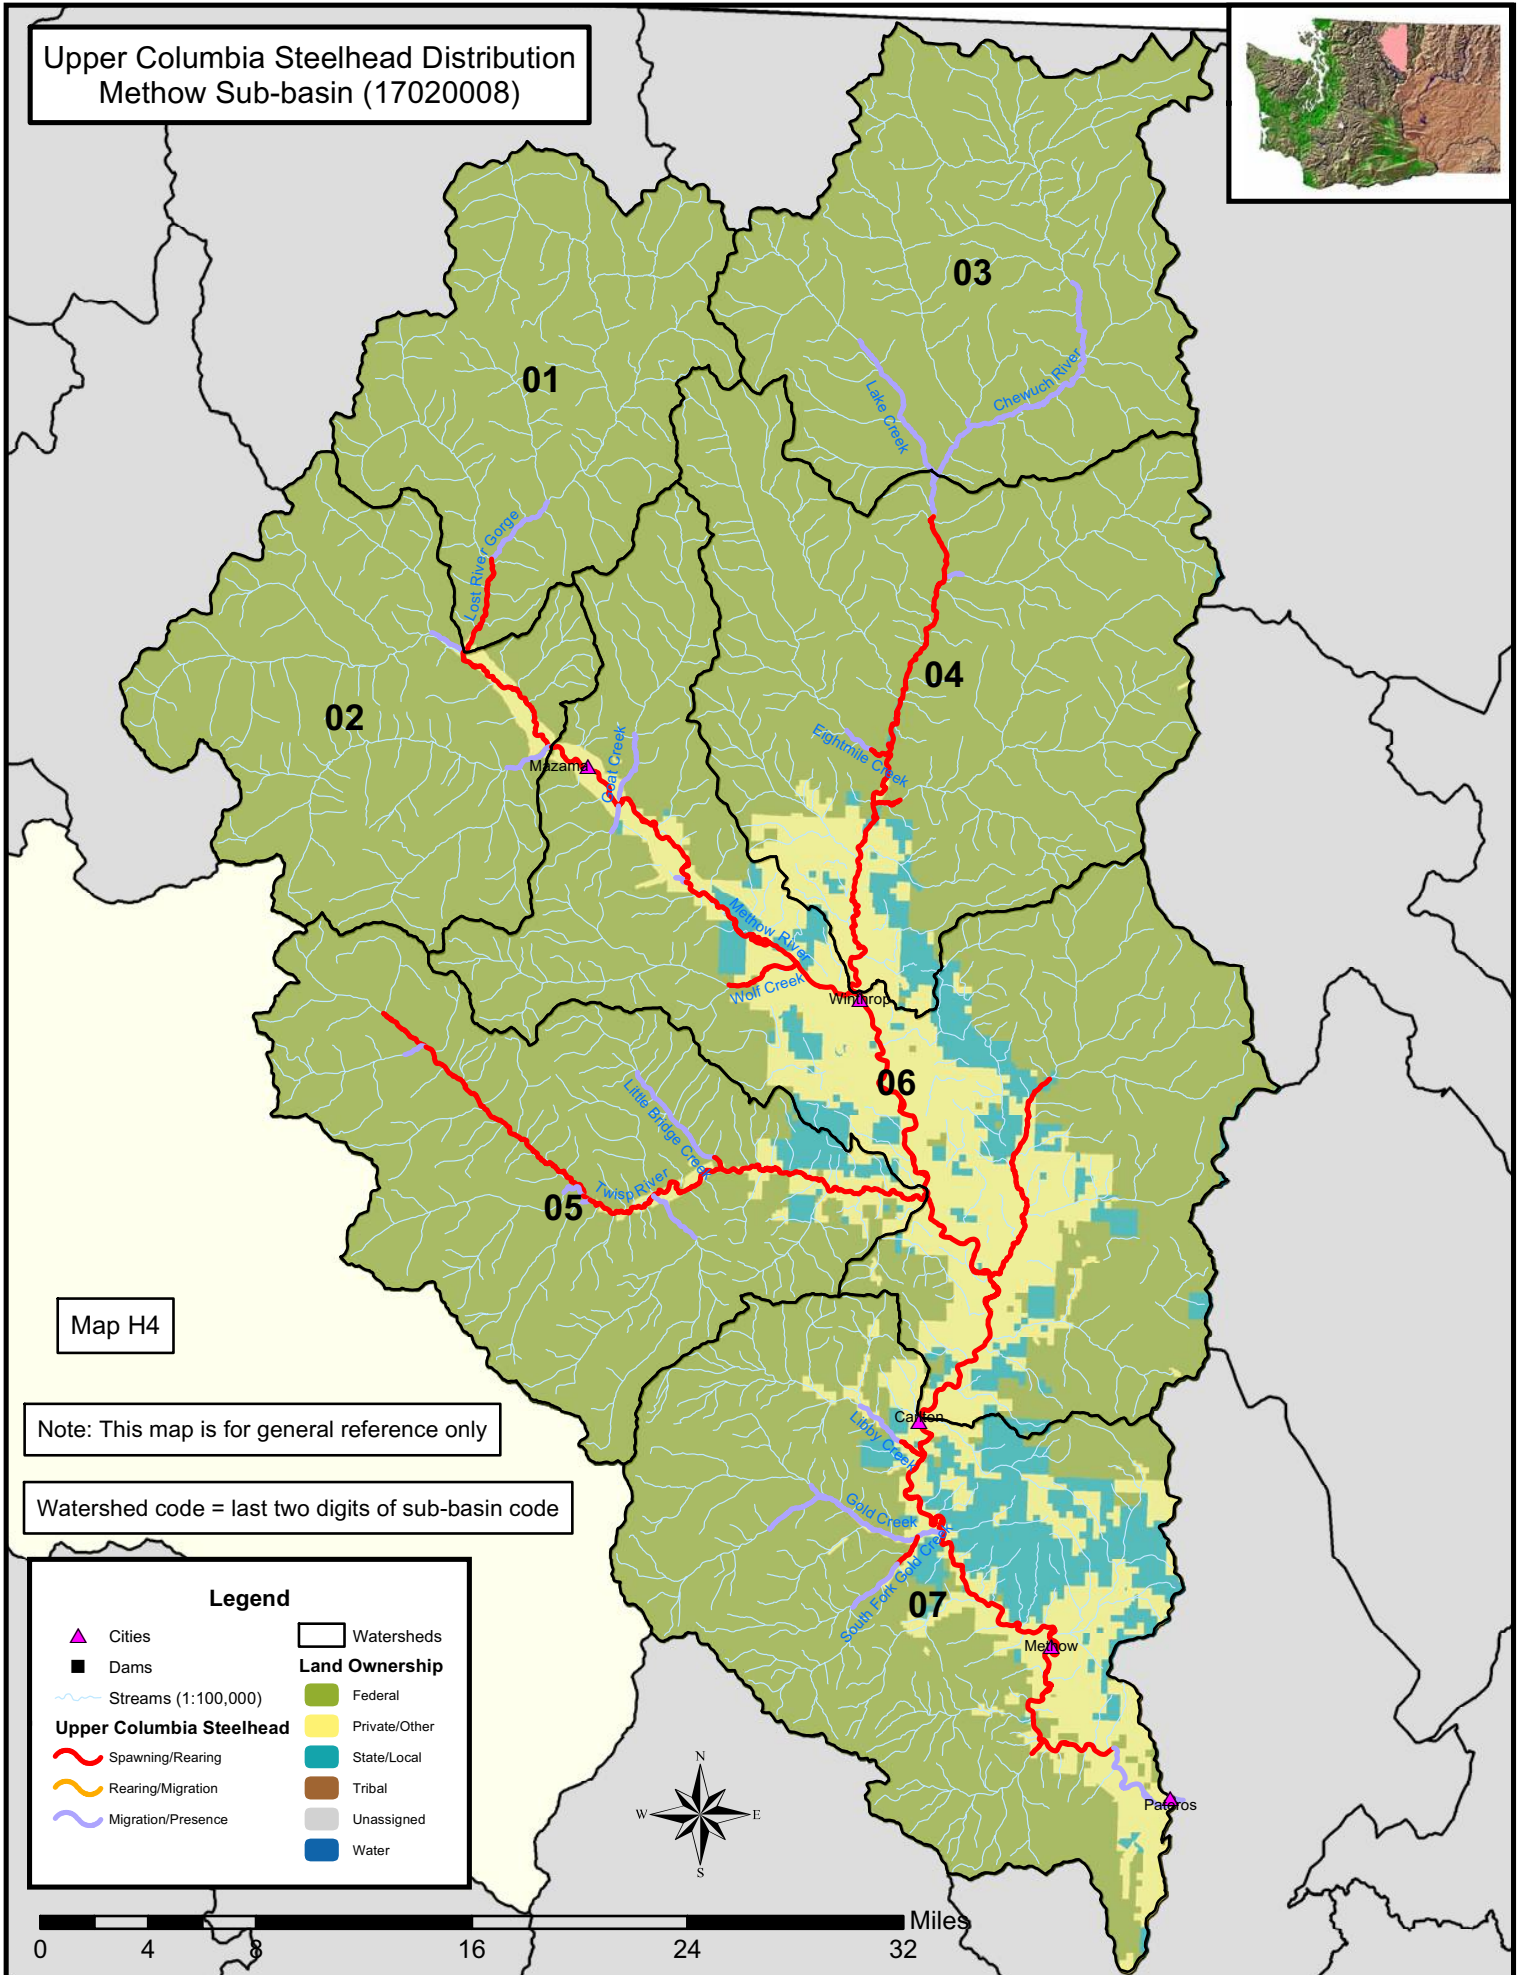 Upper Columbia Steelhead Distribution
Methow Sub-basin (17020008)
03
01
Lake Creek
Chewuch River
Lost River Gorge
04
02
Eightmile Creek
Goat Creek
Mazama
Methow River
Wolf Creek
Winthrop
06
Little Bridge Creek
Twisp River
05
Map H4
Note: This map is for general reference only
Carlton
Libby Creek
Watershed code = last two digits of sub-basin code
Gold Creek
South Fork Gold Creek
07
Methow
Pateros
Legend
Cities
Dams
Streams (1:100,000)
Upper Columbia Steelhead
Spawning/Rearing
Rearing/Migration
Migration/Presence
Watersheds
Land Ownership
Federal
Private/Other
State/Local
Tribal
Unassigned
Water
N
W
E
S
Miles
0
4
8
16
24
32